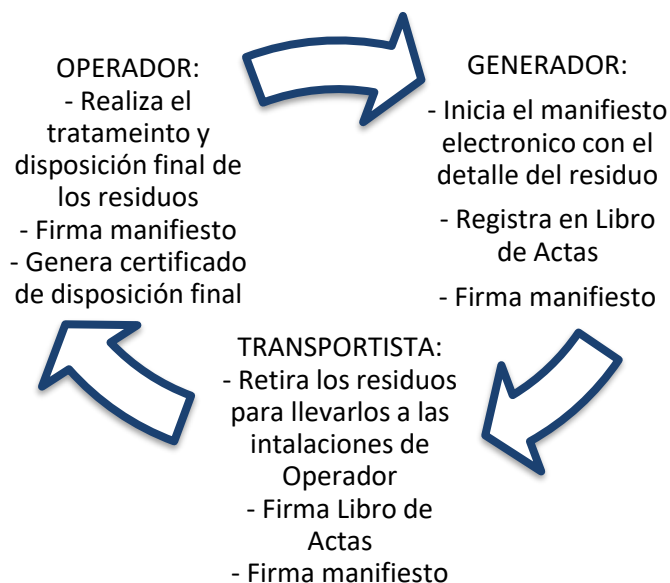 OPERADOR:
- Realiza el
tratameinto y
disposición final de
los residuos
- Firma manifiesto
- Genera certificado
de disposición final
GENERADOR:
- Inicia el manifiesto
electronico con el
detalle del residuo
- Registra en Libro
de Actas
- Firma manifiesto
TRANSPORTISTA:
- Retira los residuos
para llevarlos a las
intalaciones de
Operador
- Firma Libro de
Actas
- Firma manifiesto